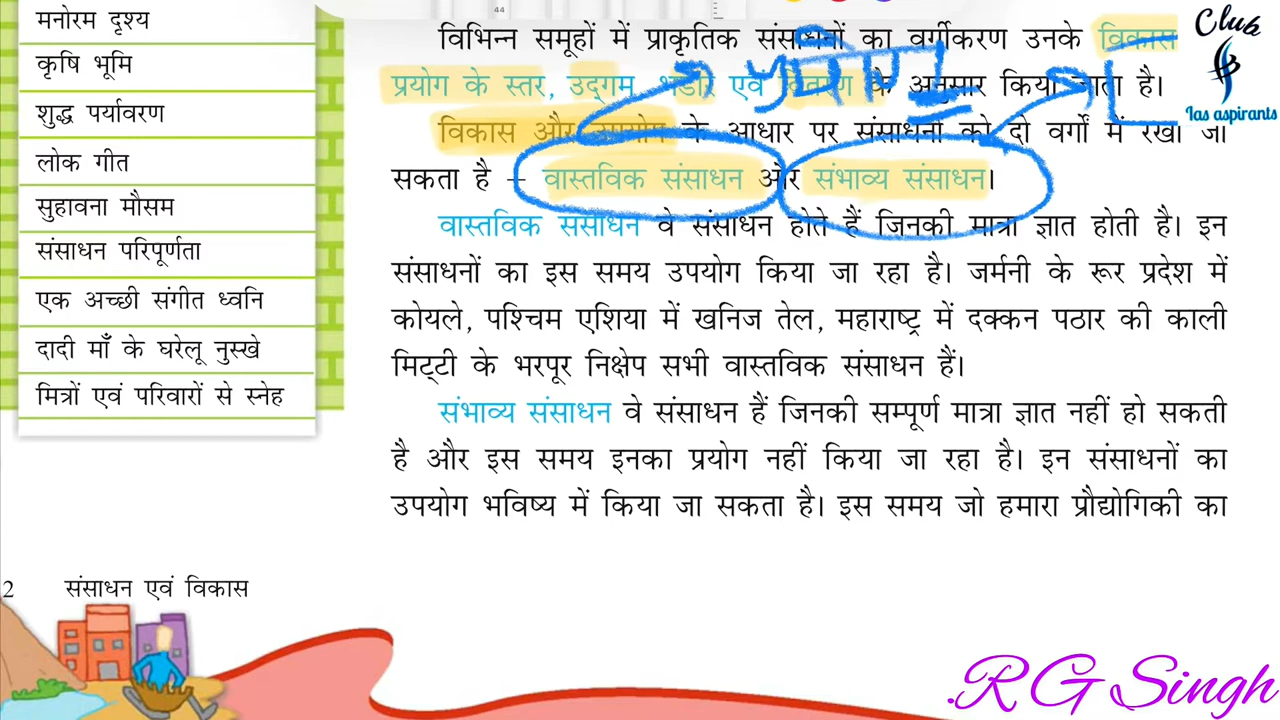 मनोरम दृश्य
कृषि भूमि
शुद्ध पर्यावरण
लोक गीत
सुहावना मौसम
संसाधन परिपूर्णता
एक अच्छी संगीत ध्वनि
दादी माँ के घरेलू नुस्खे
मित्रों एवं परिवारों से स्नेह
विभिन्न समूहों में प्राकृतिक संसाधनों का वर्गीकरण उनके विकास
प्रयोग के स्तर, उद्गम, भंडार एवं वितरण के अनुसार किया जाता है।
विकास और उपयोग के आधार पर संसाधनों को दो वर्गों में रखा जा
सकता है – वास्तविक संसाधन और संभाव्य संसाधन।
वास्तविक संसाधन वे संसाधन होते हैं जिनकी मात्रा ज्ञात होती है। इन
संसाधनों का इस समय उपयोग किया जा रहा है। जर्मनी के रूर प्रदेश में
कोयले, पश्चिम एशिया में खनिज तेल, महाराष्ट्र में दक्कन पठार की काली
मिट्टी के भरपूर निक्षेप सभी वास्तविक संसाधन हैं।
संभाव्य संसाधन वे संसाधन हैं जिनकी सम्पूर्ण मात्रा ज्ञात नहीं हो सकती
है और इस समय इनका प्रयोग नहीं किया जा रहा है। इन संसाधनों का
उपयोग भविष्य में किया जा सकता है। इस समय जो हमारा प्रौद्योगिकी का
2 संसाधन एवं विकास
Club
Ias aspirants
.RG Singh